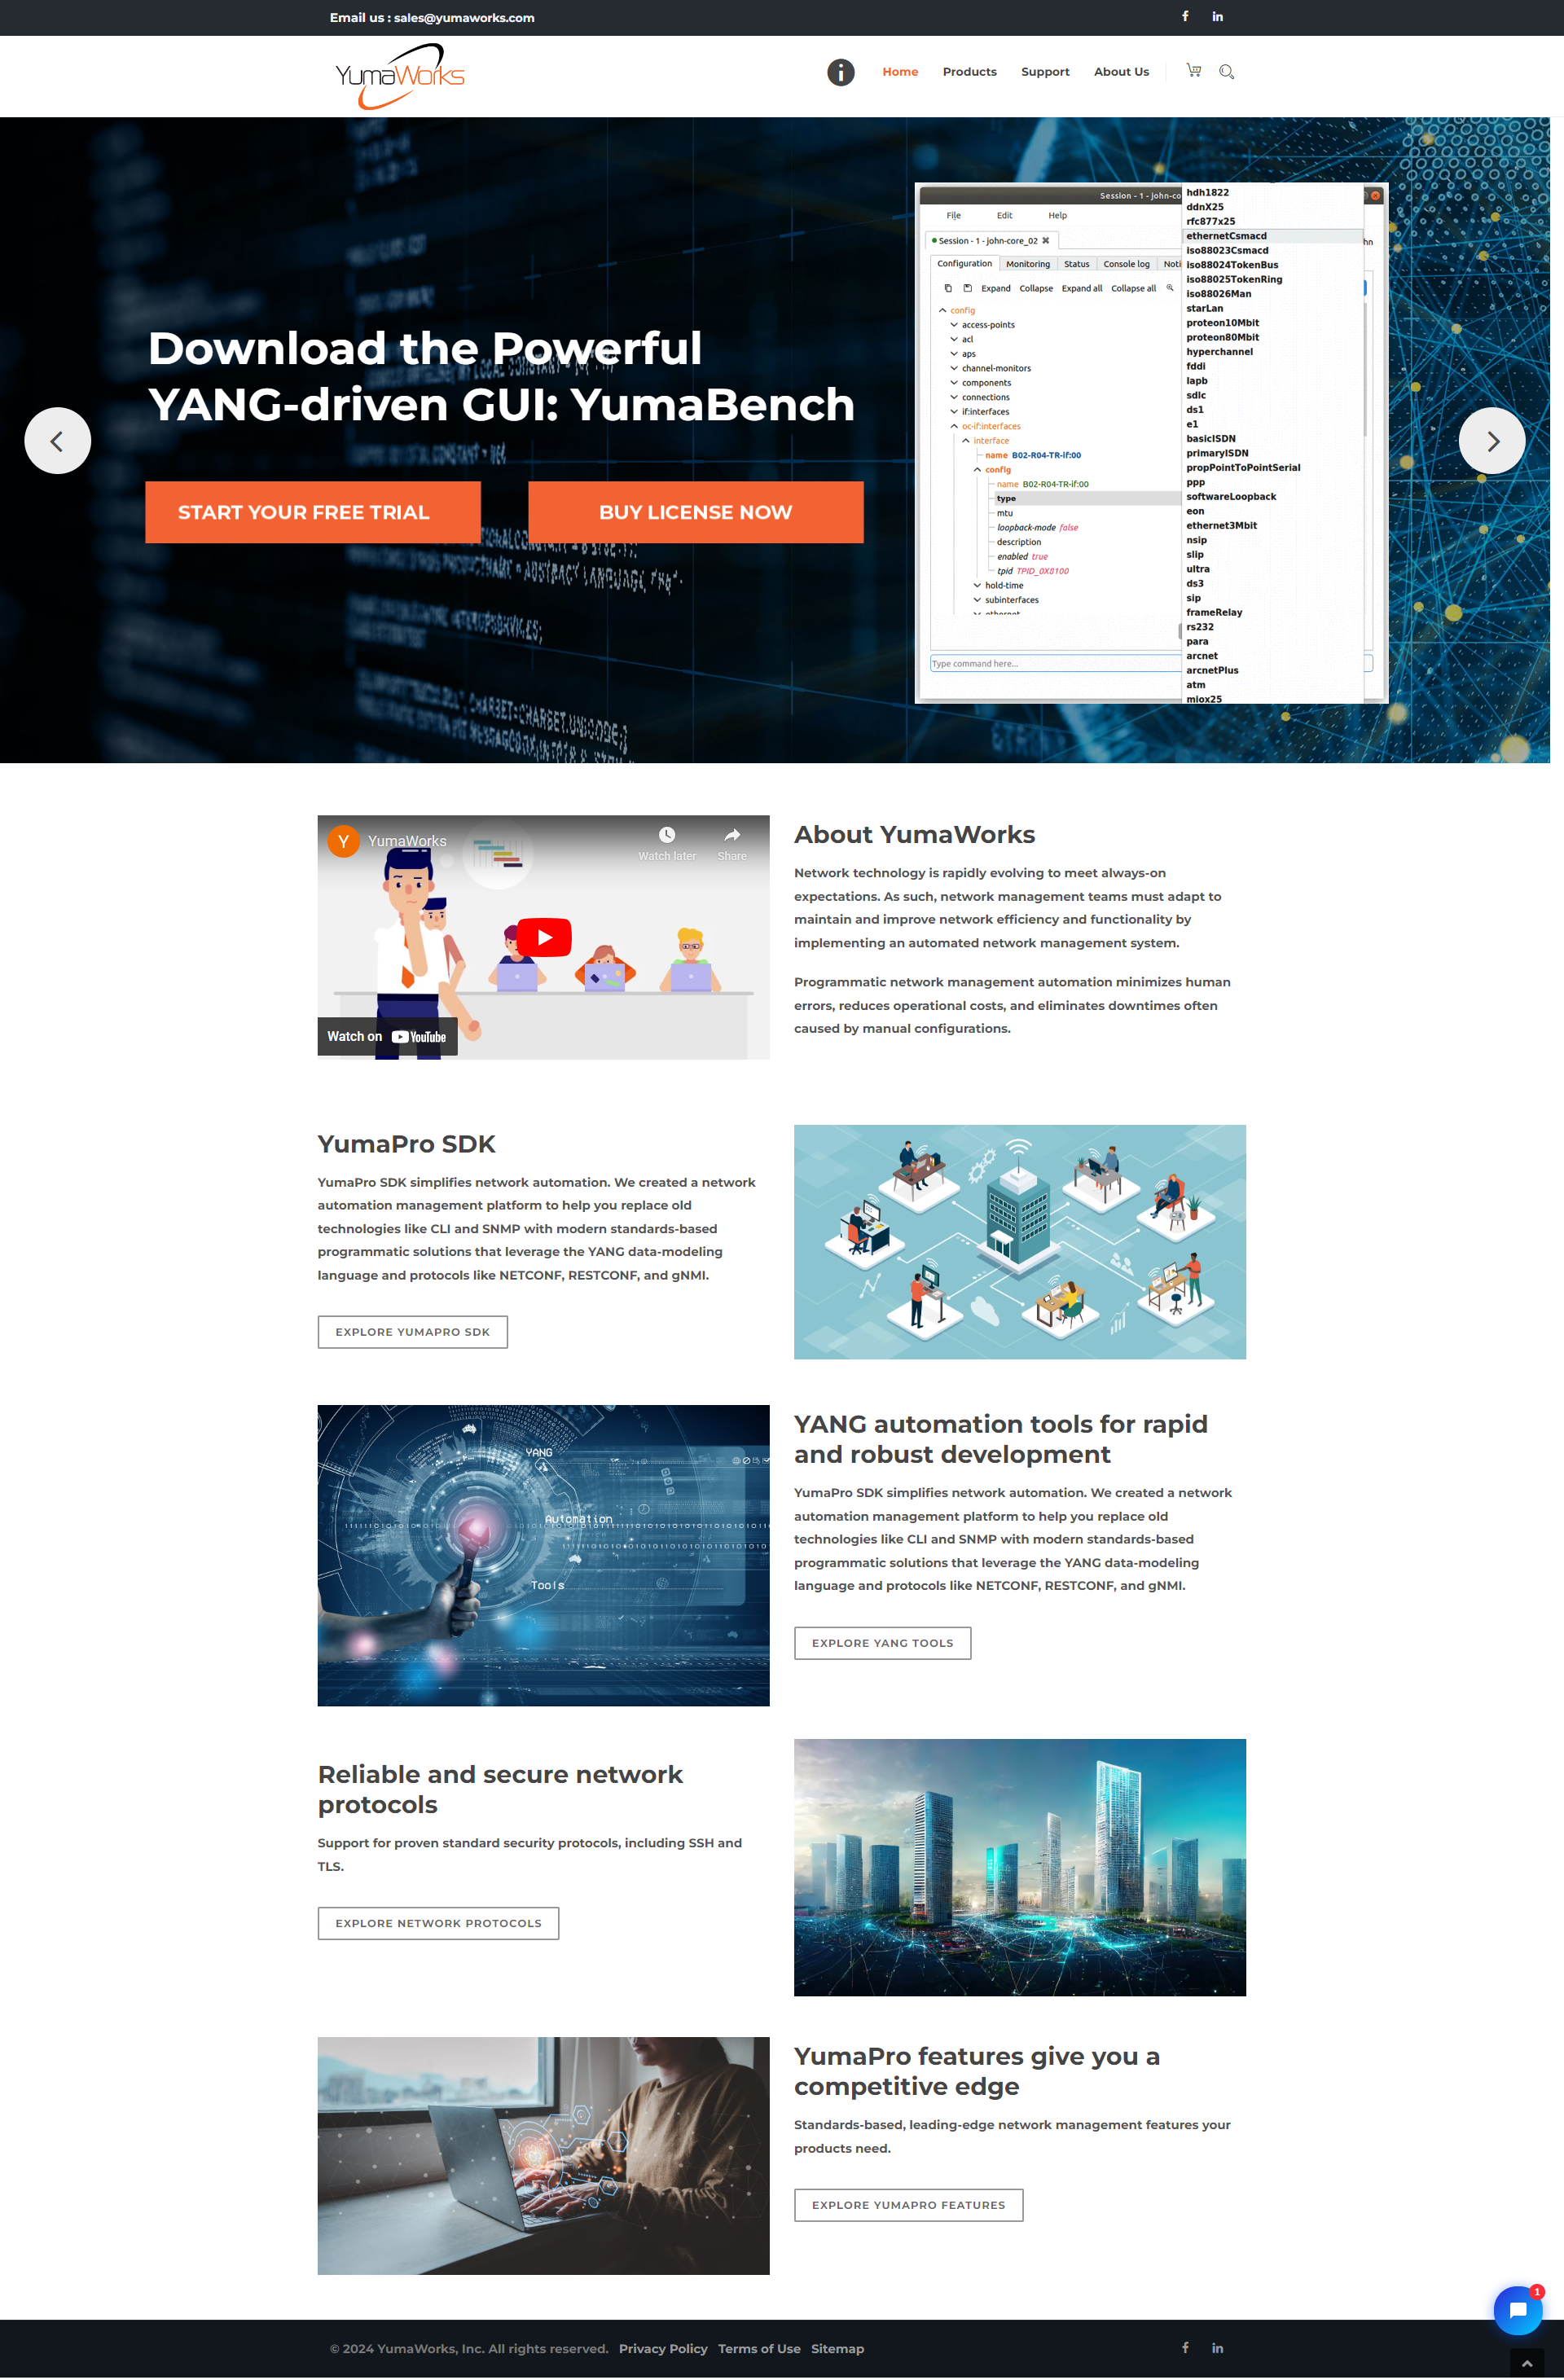 Email us : sales@yumaworks.com
YumaWorks
Home Products Support About Us
Download the Powerful
YANG-driven GUI: YumaBench
START YOUR FREE TRIAL
BUY LICENSE NOW
Session - 1 - john-co
File Edit Help
Session - 1 - john-core_02
Configuration Monitoring Status Console log Noti
Expand Collapse Expand all Collapse all
config
access-points
acl
aps
channel-monitors
components
connections
if:interfaces
oc-if:interfaces
interface
name B02-R04-TR-if:00
config
name B02-R04-TR-if:00
type
mtu
loopback-mode false
description
enabled true
tpid TPID_0X8100
hold-time
subinterfaces
ethernet
Type command here...
hdh1822
ddnX25
rfc877x25
ethernetCsmacd
iso88023Csmacd
iso88024TokenBus
iso88025TokenRing
iso88026Man
starLan
proteon10Mbit
proteon80Mbit
hyperchannel
fddi
lapb
sdlc
ds1
e1
basicISDN
primaryISDN
propPointToPointSerial
ppp
softwareLoopback
eon
ethernet3Mbit
nsip
slip
ultra
ds3
sip
frameRelay
rs232
para
arcnet
arcnetPlus
atm
miox25
Y YumaWorks
Watch later
Share
Watch on YouTube
About YumaWorks
Network technology is rapidly evolving to meet always-on
expectations. As such, network management teams must adapt to
maintain and improve network efficiency and functionality by
implementing an automated network management system.
Programmatic network management automation minimizes human
errors, reduces operational costs, and eliminates downtimes often
caused by manual configurations.
YumaPro SDK
YumaPro SDK simplifies network automation. We created a network
automation management platform to help you replace old
technologies like CLI and SNMP with modern standards-based
programmatic solutions that leverage the YANG data-modeling
language and protocols like NETCONF, RESTCONF, and gNMI.
EXPLORE YUMAPRO SDK
YANG
Automation
Tools
YANG automation tools for rapid
and robust development
YumaPro SDK simplifies network automation. We created a network
automation management platform to help you replace old
technologies like CLI and SNMP with modern standards-based
programmatic solutions that leverage the YANG data-modeling
language and protocols like NETCONF, RESTCONF, and gNMI.
EXPLORE YANG TOOLS
Reliable and secure network
protocols
Support for proven standard security protocols, including SSH and
TLS.
EXPLORE NETWORK PROTOCOLS
YumaPro features give you a
competitive edge
Standards-based, leading-edge network management features your
products need.
EXPLORE YUMAPRO FEATURES
1
© 2024 YumaWorks, Inc. All rights reserved. Privacy Policy Terms of Use Sitemap